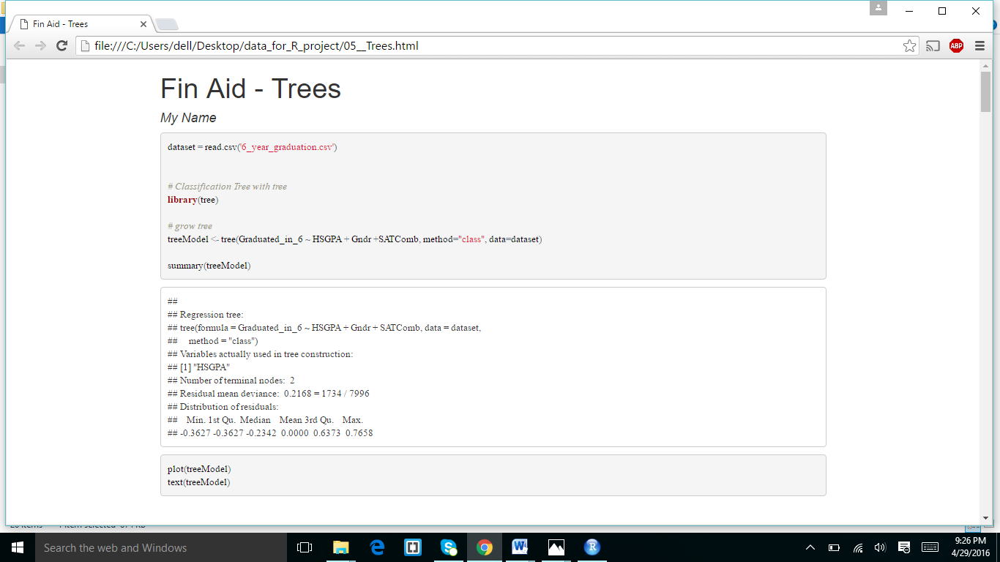 Fin Aid - Trees
file:///C:/Users/dell/Desktop/data_for_R_project/05__Trees.html
ABP
Fin Aid - Trees
My Name
dataset = read.csv('6_year_graduation.csv')
# Classification Tree with tree
library(tree)
# grow tree
treeModel <- tree(Graduated_in_6 ~ HSGPA + Gndr +SATComb, method="class", data=dataset)
summary(treeModel)
##
## Regression tree:
## tree(formula = Graduated_in_6 ~ HSGPA + Gndr + SATComb, data = dataset,
##     method = "class")
## Variables actually used in tree construction:
## [1] "HSGPA"
## Number of terminal nodes:  2
## Residual mean deviance:  0.2168 = 1734 / 7996
## Distribution of residuals:
##    Min. 1st Qu.  Median    Mean 3rd Qu.    Max.
## -0.3627 -0.3627 -0.2342  0.0000  0.6373  0.7658
plot(treeModel)
text(treeModel)
Search the web and Windows
9:26 PM
4/29/2016